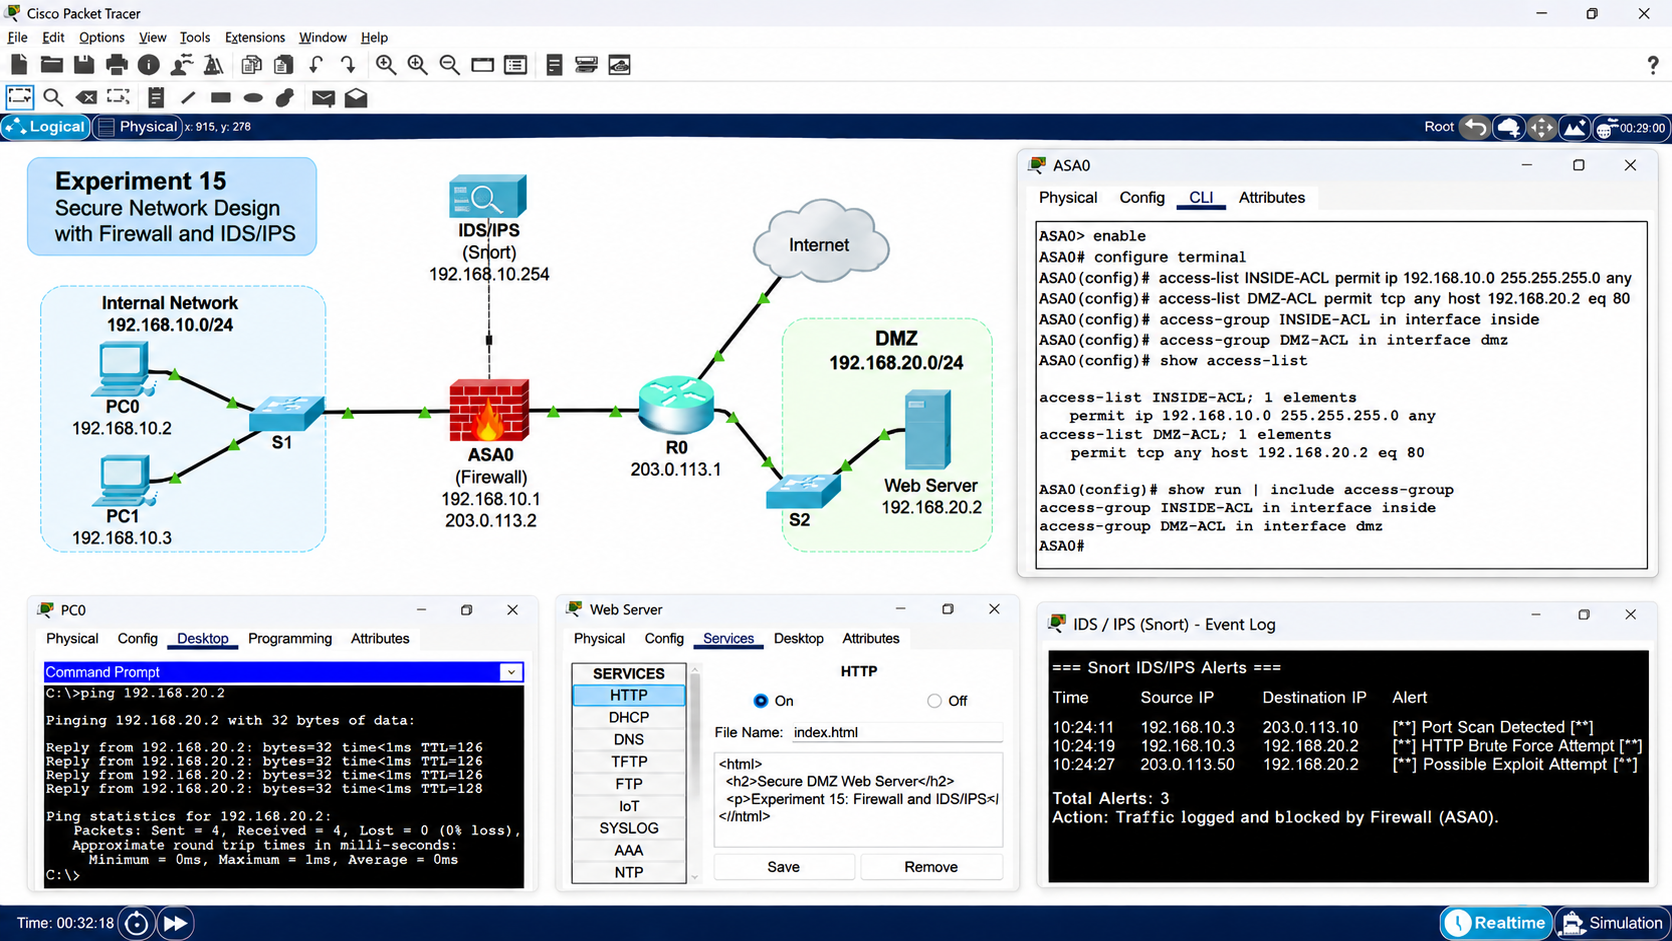 Cisco Packet Tracer
File Edit Options View Tools Extensions Window Help
?
Logical Physical x: 915, y: 278
Root 00:29:00
Experiment 15
Secure Network Design
with Firewall and IDS/IPS
IDS/IPS
(Snort)
192.168.10.254
Internet
Internal Network
192.168.10.0/24
PC0
192.168.10.2
PC1
192.168.10.3
S1
ASA0
(Firewall)
192.168.10.1
203.0.113.2
R0
203.0.113.1
DMZ
192.168.20.0/24
S2
Web Server
192.168.20.2
ASA0
Physical Config CLI Attributes
ASA0> enable
ASA0# configure terminal
ASA0(config)# access-list INSIDE-ACL permit ip 192.168.10.0 255.255.255.0 any
ASA0(config)# access-list DMZ-ACL permit tcp any host 192.168.20.2 eq 80
ASA0(config)# access-group INSIDE-ACL in interface inside
ASA0(config)# access-group DMZ-ACL in interface dmz
ASA0(config)# show access-list
access-list INSIDE-ACL; 1 elements
permit ip 192.168.10.0 255.255.255.0 any
access-list DMZ-ACL; 1 elements
permit tcp any host 192.168.20.2 eq 80
ASA0(config)# show run | include access-group
access-group INSIDE-ACL in interface inside
access-group DMZ-ACL in interface dmz
ASA0#
PC0
Physical Config Desktop Programming Attributes
Command Prompt
C:\>ping 192.168.20.2
Pinging 192.168.20.2 with 32 bytes of data:
Reply from 192.168.20.2: bytes=32 time<1ms TTL=126
Reply from 192.168.20.2: bytes=32 time<1ms TTL=126
Reply from 192.168.20.2: bytes=32 time<1ms TTL=126
Reply from 192.168.20.2: bytes=32 time<1ms TTL=128
Ping statistics for 192.168.20.2:
Packets: Sent = 4, Received = 4, Lost = 0 (0% loss),
Approximate round trip times in milli-seconds:
Minimum = 0ms, Maximum = 1ms, Average = 0ms
C:\>
Web Server
Physical Config Services Desktop Attributes
SERVICES
HTTP
DHCP
DNS
TFTP
FTP
IoT
SYSLOG
AAA
NTP
HTTP
On Off
File Name: index.html
<html>
<h2>Secure DMZ Web Server</h2>
<p>Experiment 15: Firewall and IDS/IPS<l
<//html>
Save Remove
IDS / IPS (Snort) - Event Log
=== Snort IDS/IPS Alerts ===
Time Source IP Destination IP Alert
10:24:11 192.168.10.3 203.0.113.10 [**] Port Scan Detected [**]
10:24:19 192.168.10.3 192.168.20.2 [**] HTTP Brute Force Attempt [**]
10:24:27 203.0.113.50 192.168.20.2 [**] Possible Exploit Attempt [**]
Total Alerts: 3
Action: Traffic logged and blocked by Firewall (ASA0).
Time: 00:32:18
Realtime Simulation